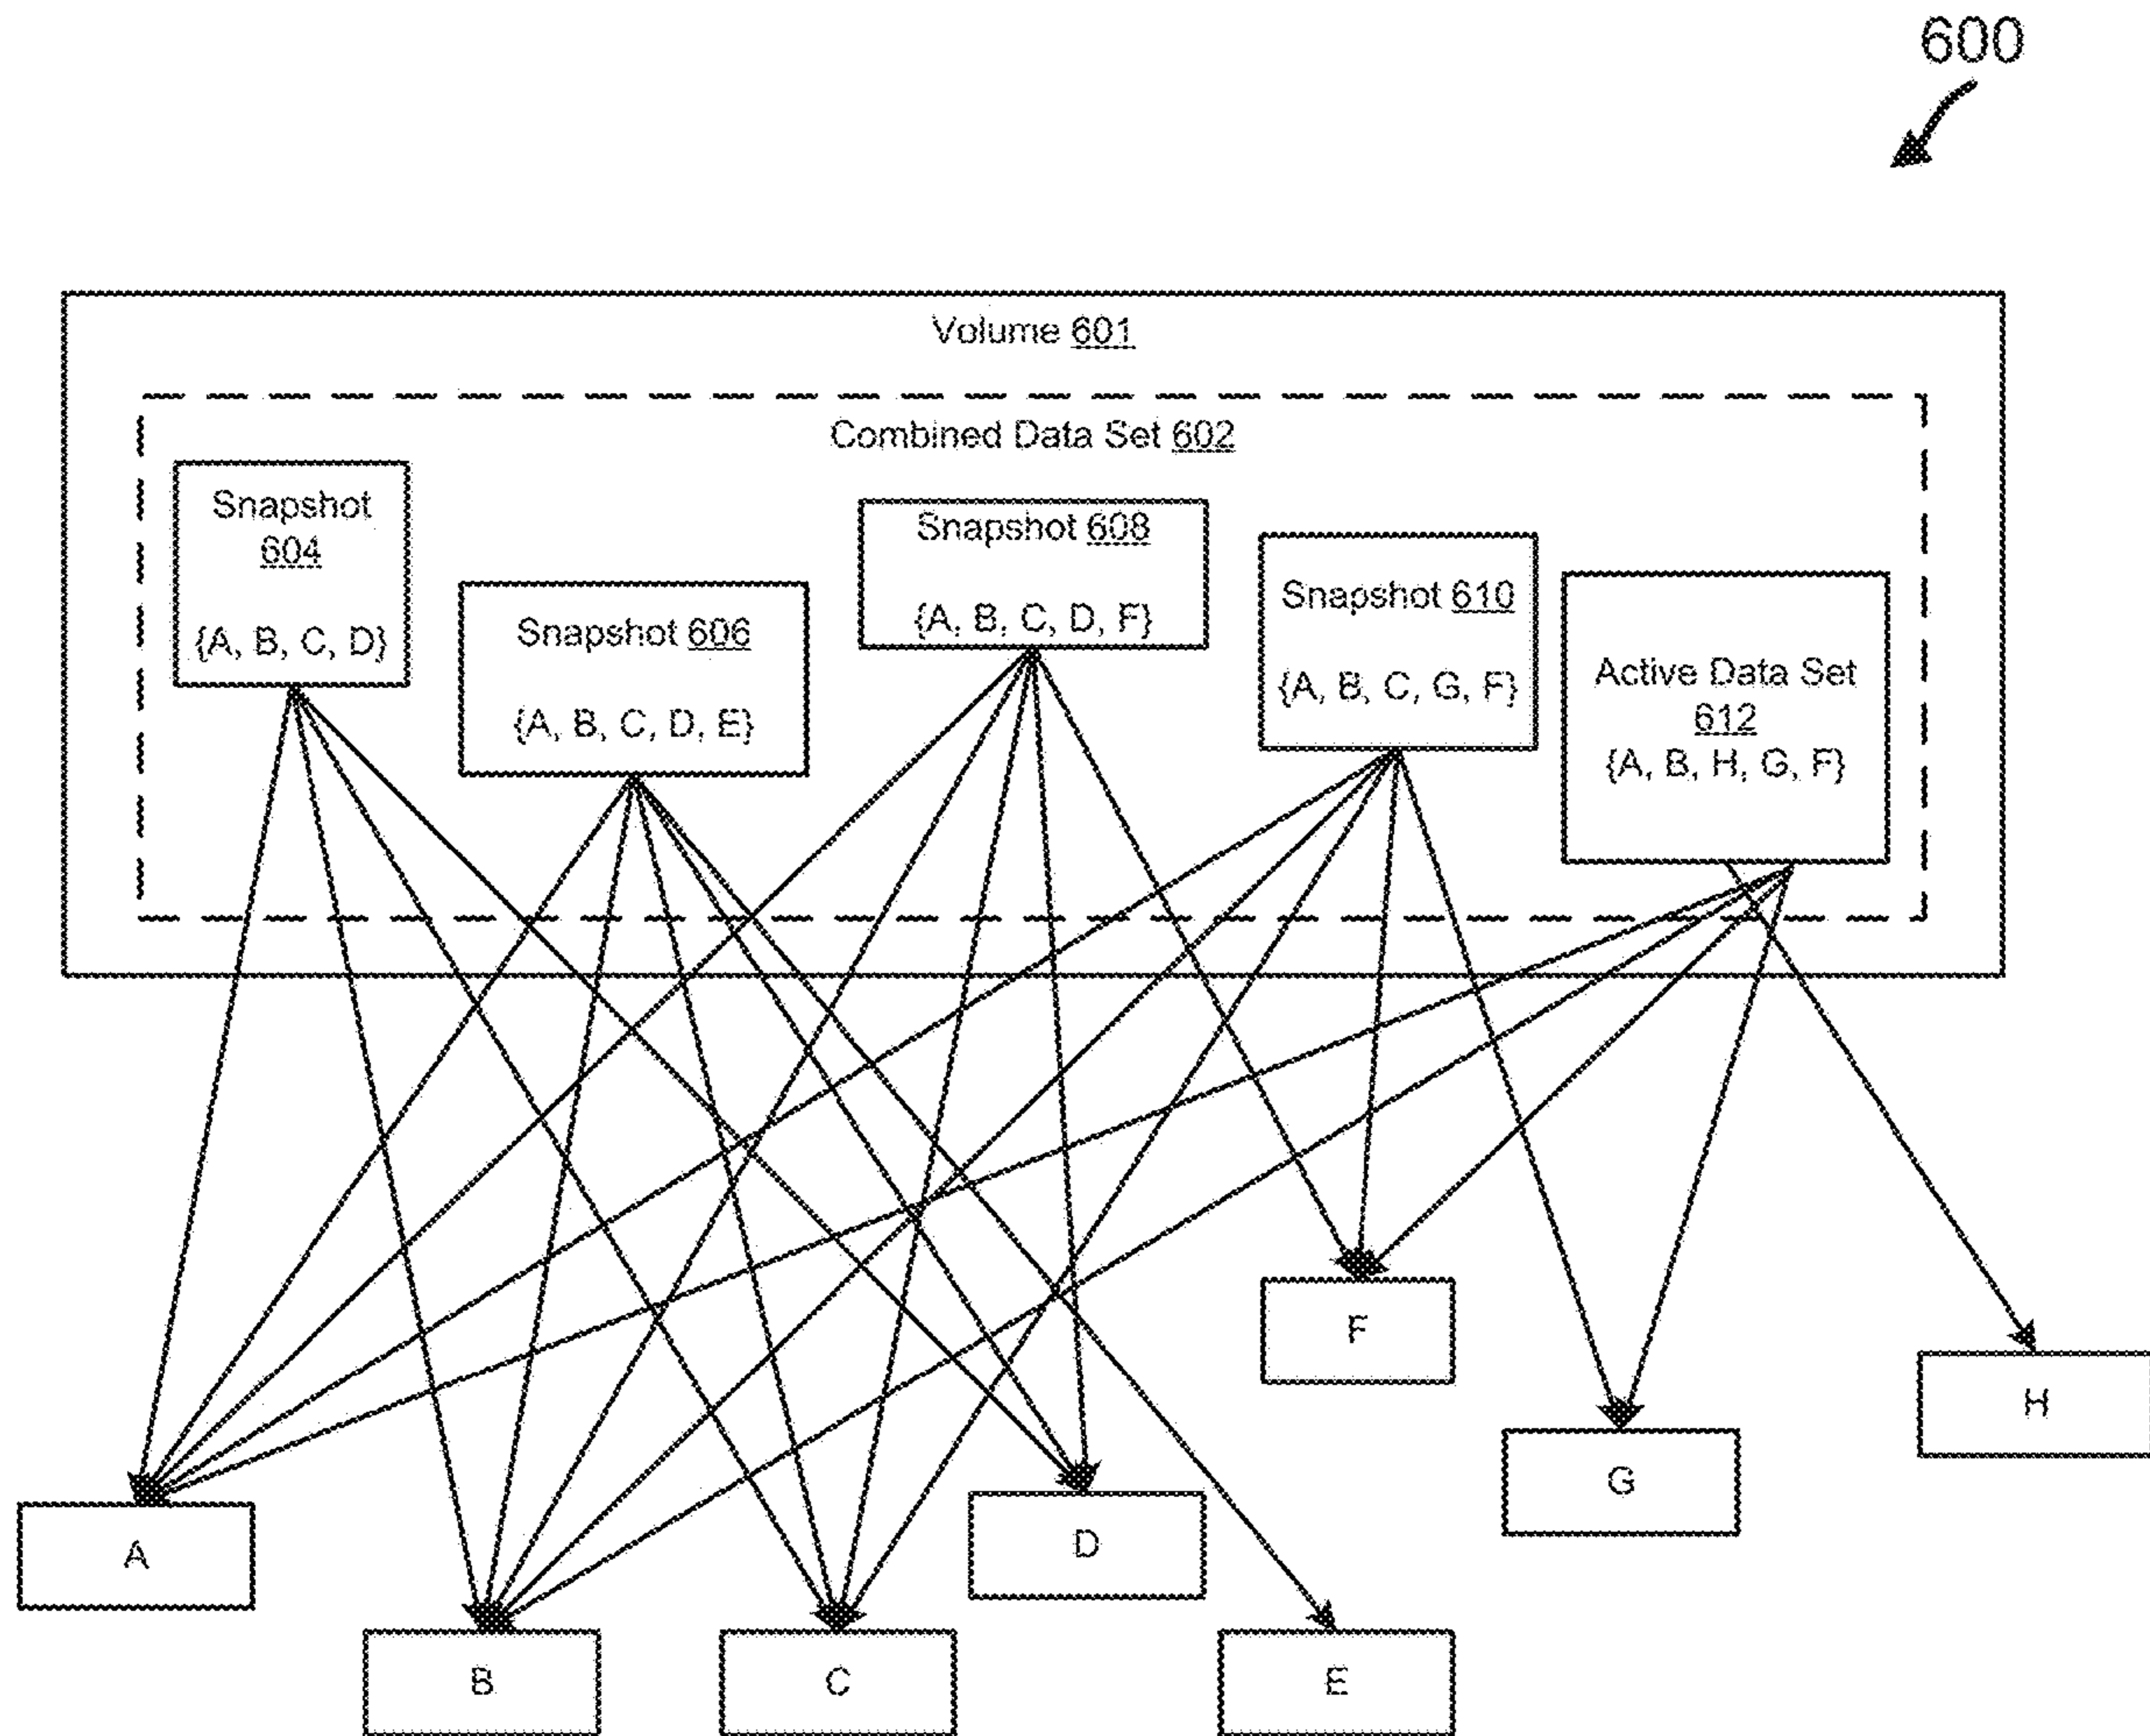 600
Volume 601
Combined Data Set 602
Snapshot
604
{A, B, C, D}
Snapshot 606
{A, B, C, D, E}
Snapshot 608
{A, B, C, D, F}
Snapshot 610
{A, B, C, G, F}
Active Data Set
612
{A, B, H, G, F}
F
H
G
D
A
B
C
E